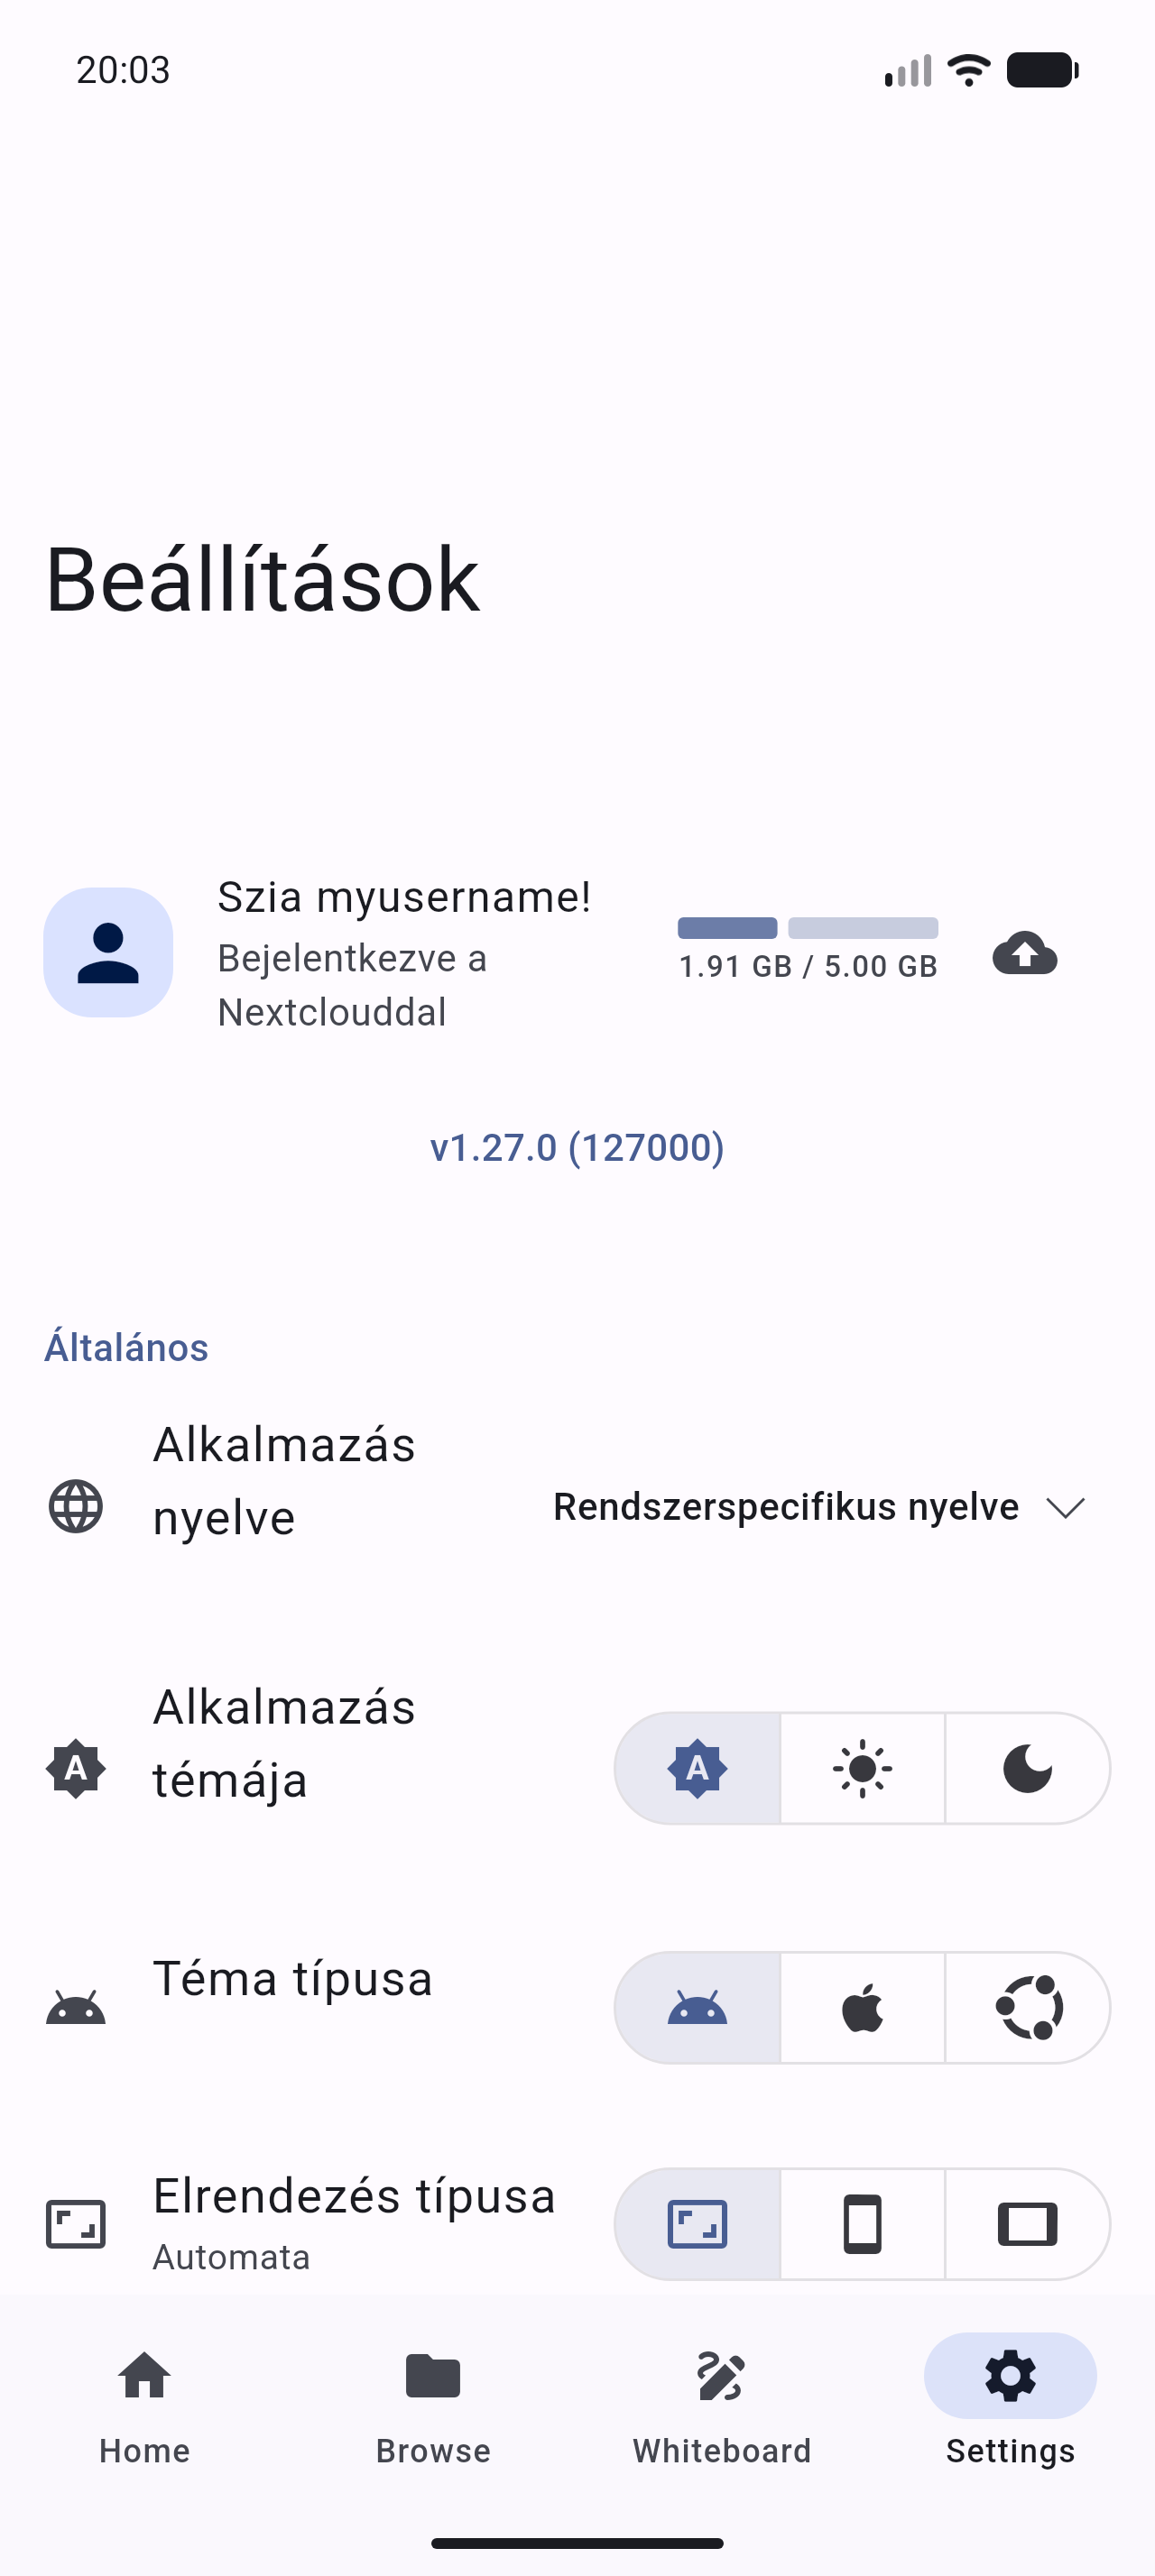 20:03
Beállítások
Szia myusername!
Bejelentkezve a
Nextclouddal
1.91 GB / 5.00 GB
v1.27.0 (127000)
Általános
Alkalmazás
nyelve
Rendszerspecifikus nyelve
Alkalmazás
témája
A
A
Téma típusa
Elrendezés típusa
Automata
Home
Browse
Whiteboard
Settings